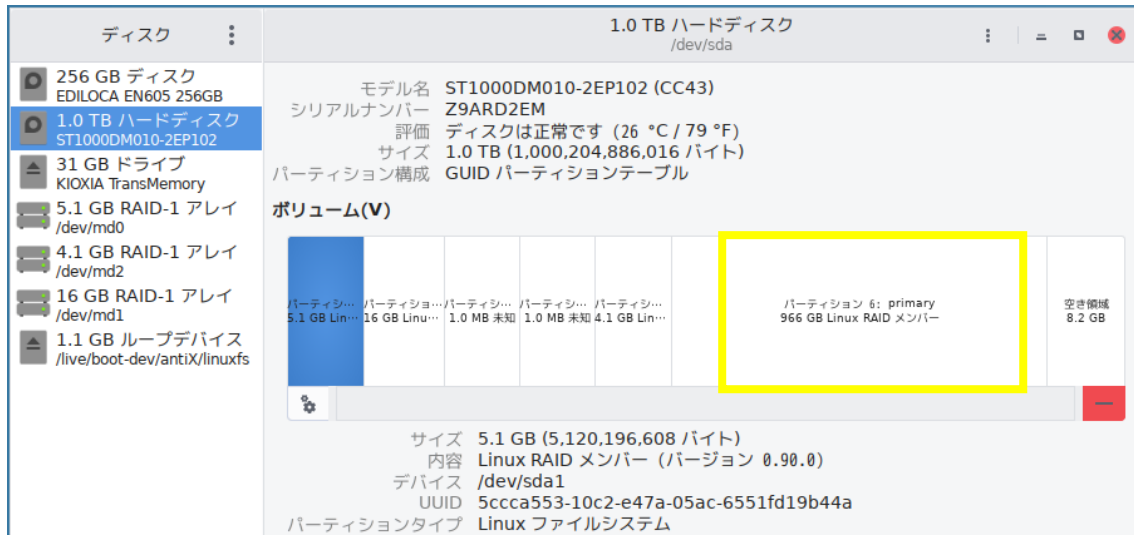 ディスク
1.0 TB ハードディスク
/dev/sda
256 GB ディスク
EDILOCA EN605 256GB
1.0 TB ハードディスク
ST1000DM010-2EP102
31 GB ドライブ
KIOXIA TransMemory
5.1 GB RAID-1 アレイ
/dev/md0
4.1 GB RAID-1 アレイ
/dev/md2
16 GB RAID-1 アレイ
/dev/md1
1.1 GB ループデバイス
/live/boot-dev/antiX/linuxfs
モデル名 ST1000DM010-2EP102 (CC43)
シリアルナンバー Z9ARD2EM
評価 ディスクは正常です (26 °C / 79 °F)
サイズ 1.0 TB (1,000,204,886,016 バイト)
パーティション構成 GUID パーティションテーブル
ボリューム(V)
パーティシ…
5.1 GB Lin…
パーティショ…
16 GB Linu…
パーティシ…
1.0 MB 未知
パーティシ…
1.0 MB 未知
パーティシ…
4.1 GB Lin…
パーティション 6: primary
966 GB Linux RAID メンバー
空き領域
8.2 GB
サイズ 5.1 GB (5,120,196,608 バイト)
内容 Linux RAID メンバー (バージョン 0.90.0)
デバイス /dev/sda1
UUID 5ccca553-10c2-e47a-05ac-6551fd19b44a
パーティションタイプ Linux ファイルシステム